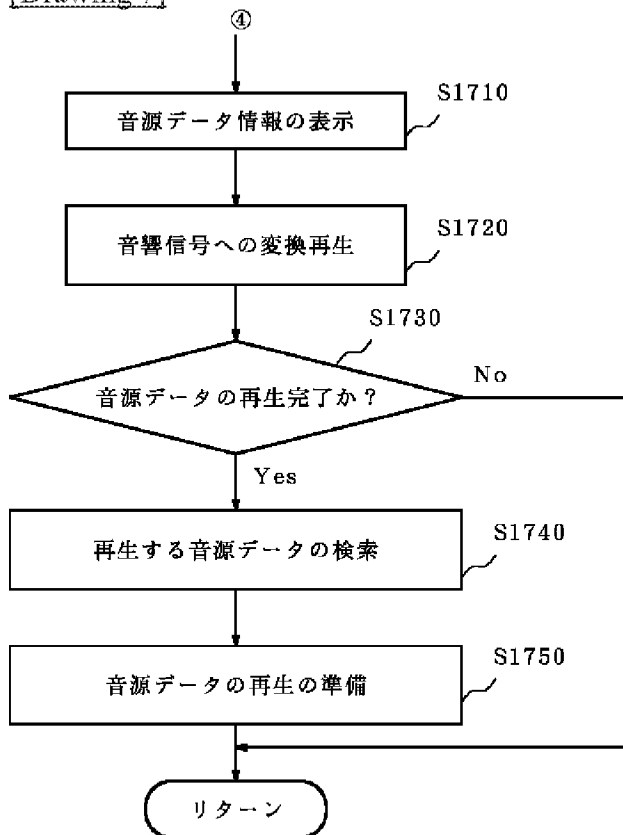 ④
音源データ情報の表示
S1710
音響信号への変換再生
S1720
S1730
音源データの再生完了か？
No
Yes
再生する音源データの検索
S1740
音源データの再生の準備
S1750
リターン